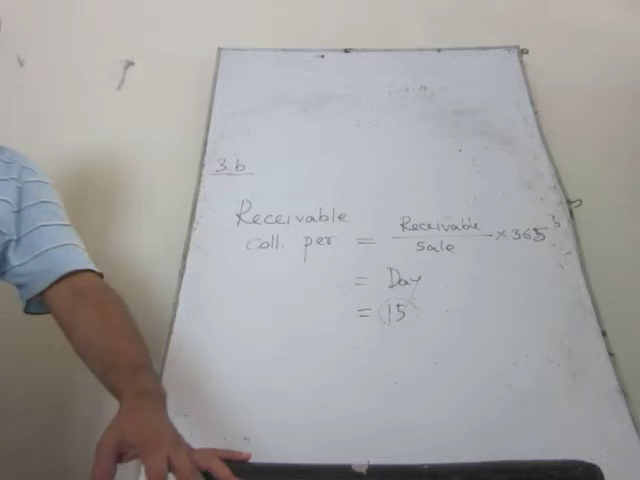 3.b
Receivable
coll. per = Receivable / sale × 365
= Day
= 15